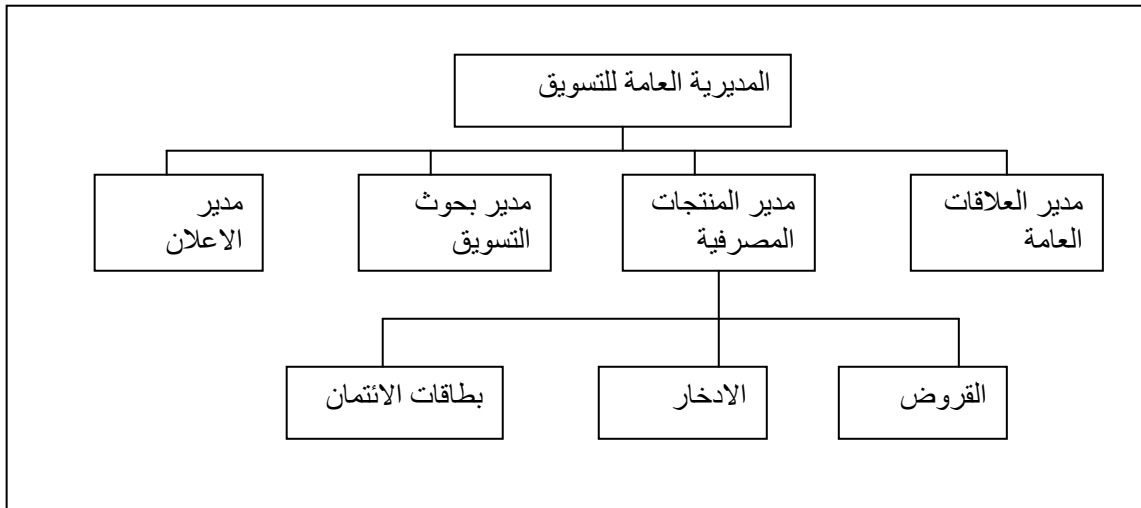 المديرية العامة للتسويق
مدير العلاقات
العامة
مدير المنتجات
المصرفية
مدير بحوث
التسويق
مدير
الاعلان
القروض
الادخار
بطاقات الائتمان